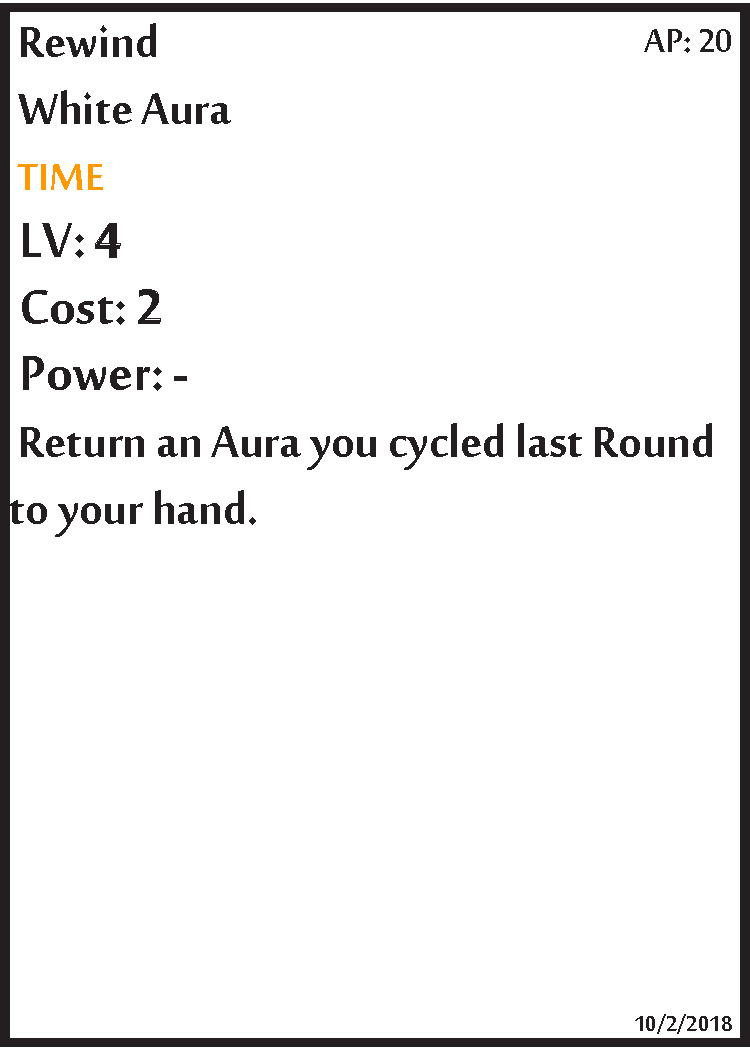 Rewind
AP: 20
White Aura
TIME
LV: 4
Cost: 2
Power: -
Return an Aura you cycled last Round
to your hand.
10/2/2018